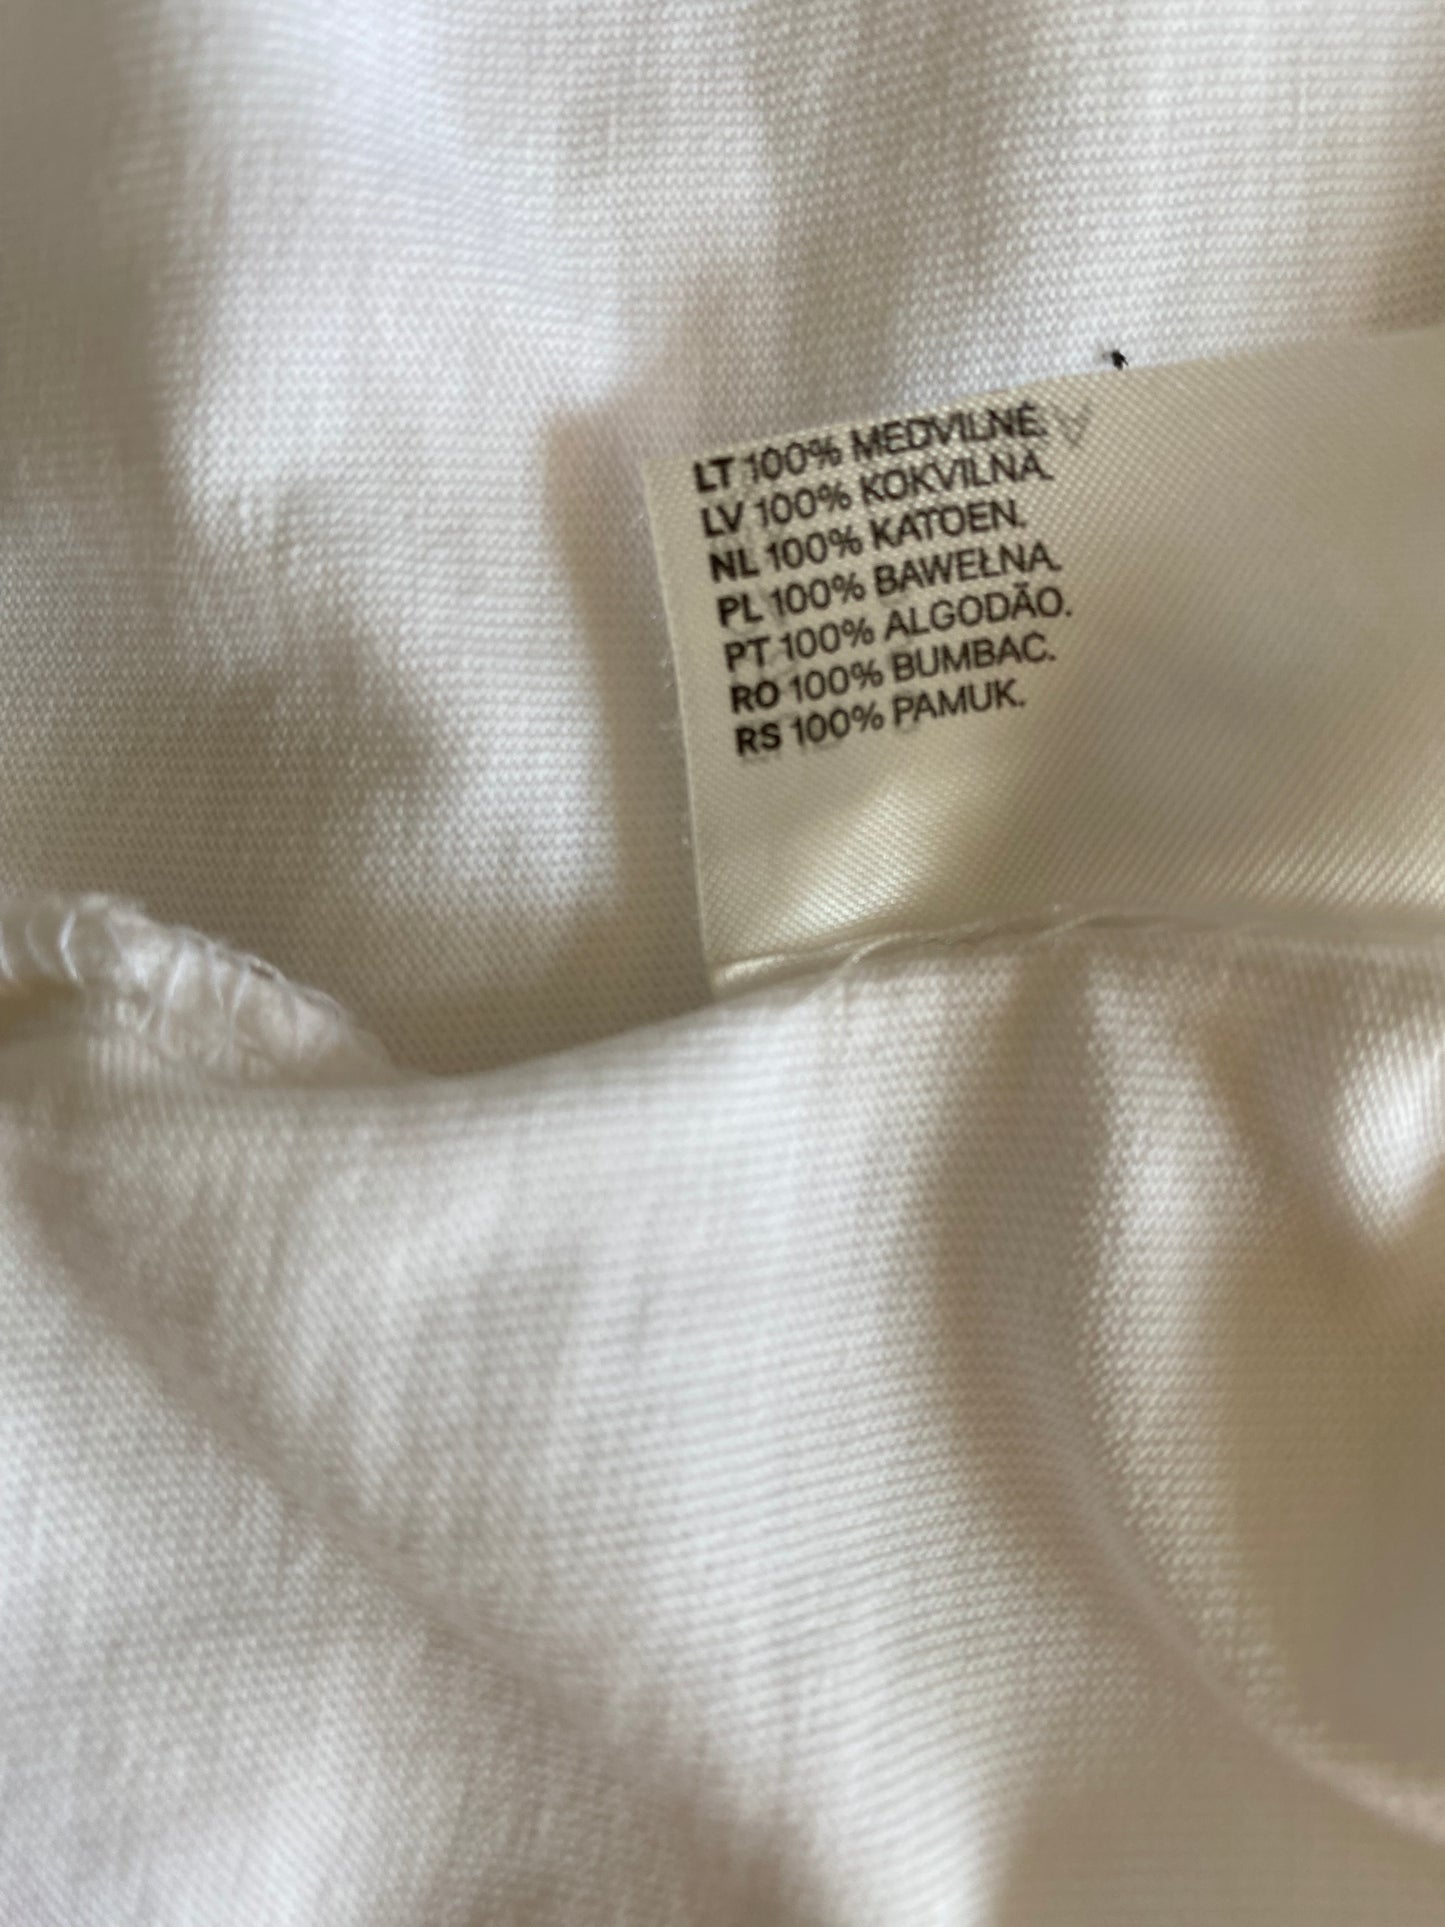 LT 100% MEDVILNĖ.
LV 100% KOKVILNA.
NL 100% KATOEN.
PL 100% BAWEŁNA.
PT 100% ALGODÃO.
RO 100% BUMBAC.
RS 100% PAMUK.